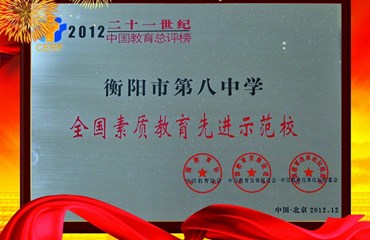 2012 二十一世纪
中国教育总评榜
衡阳市第八中学
全国素质教育先进示范校
中国·北京 2012.12